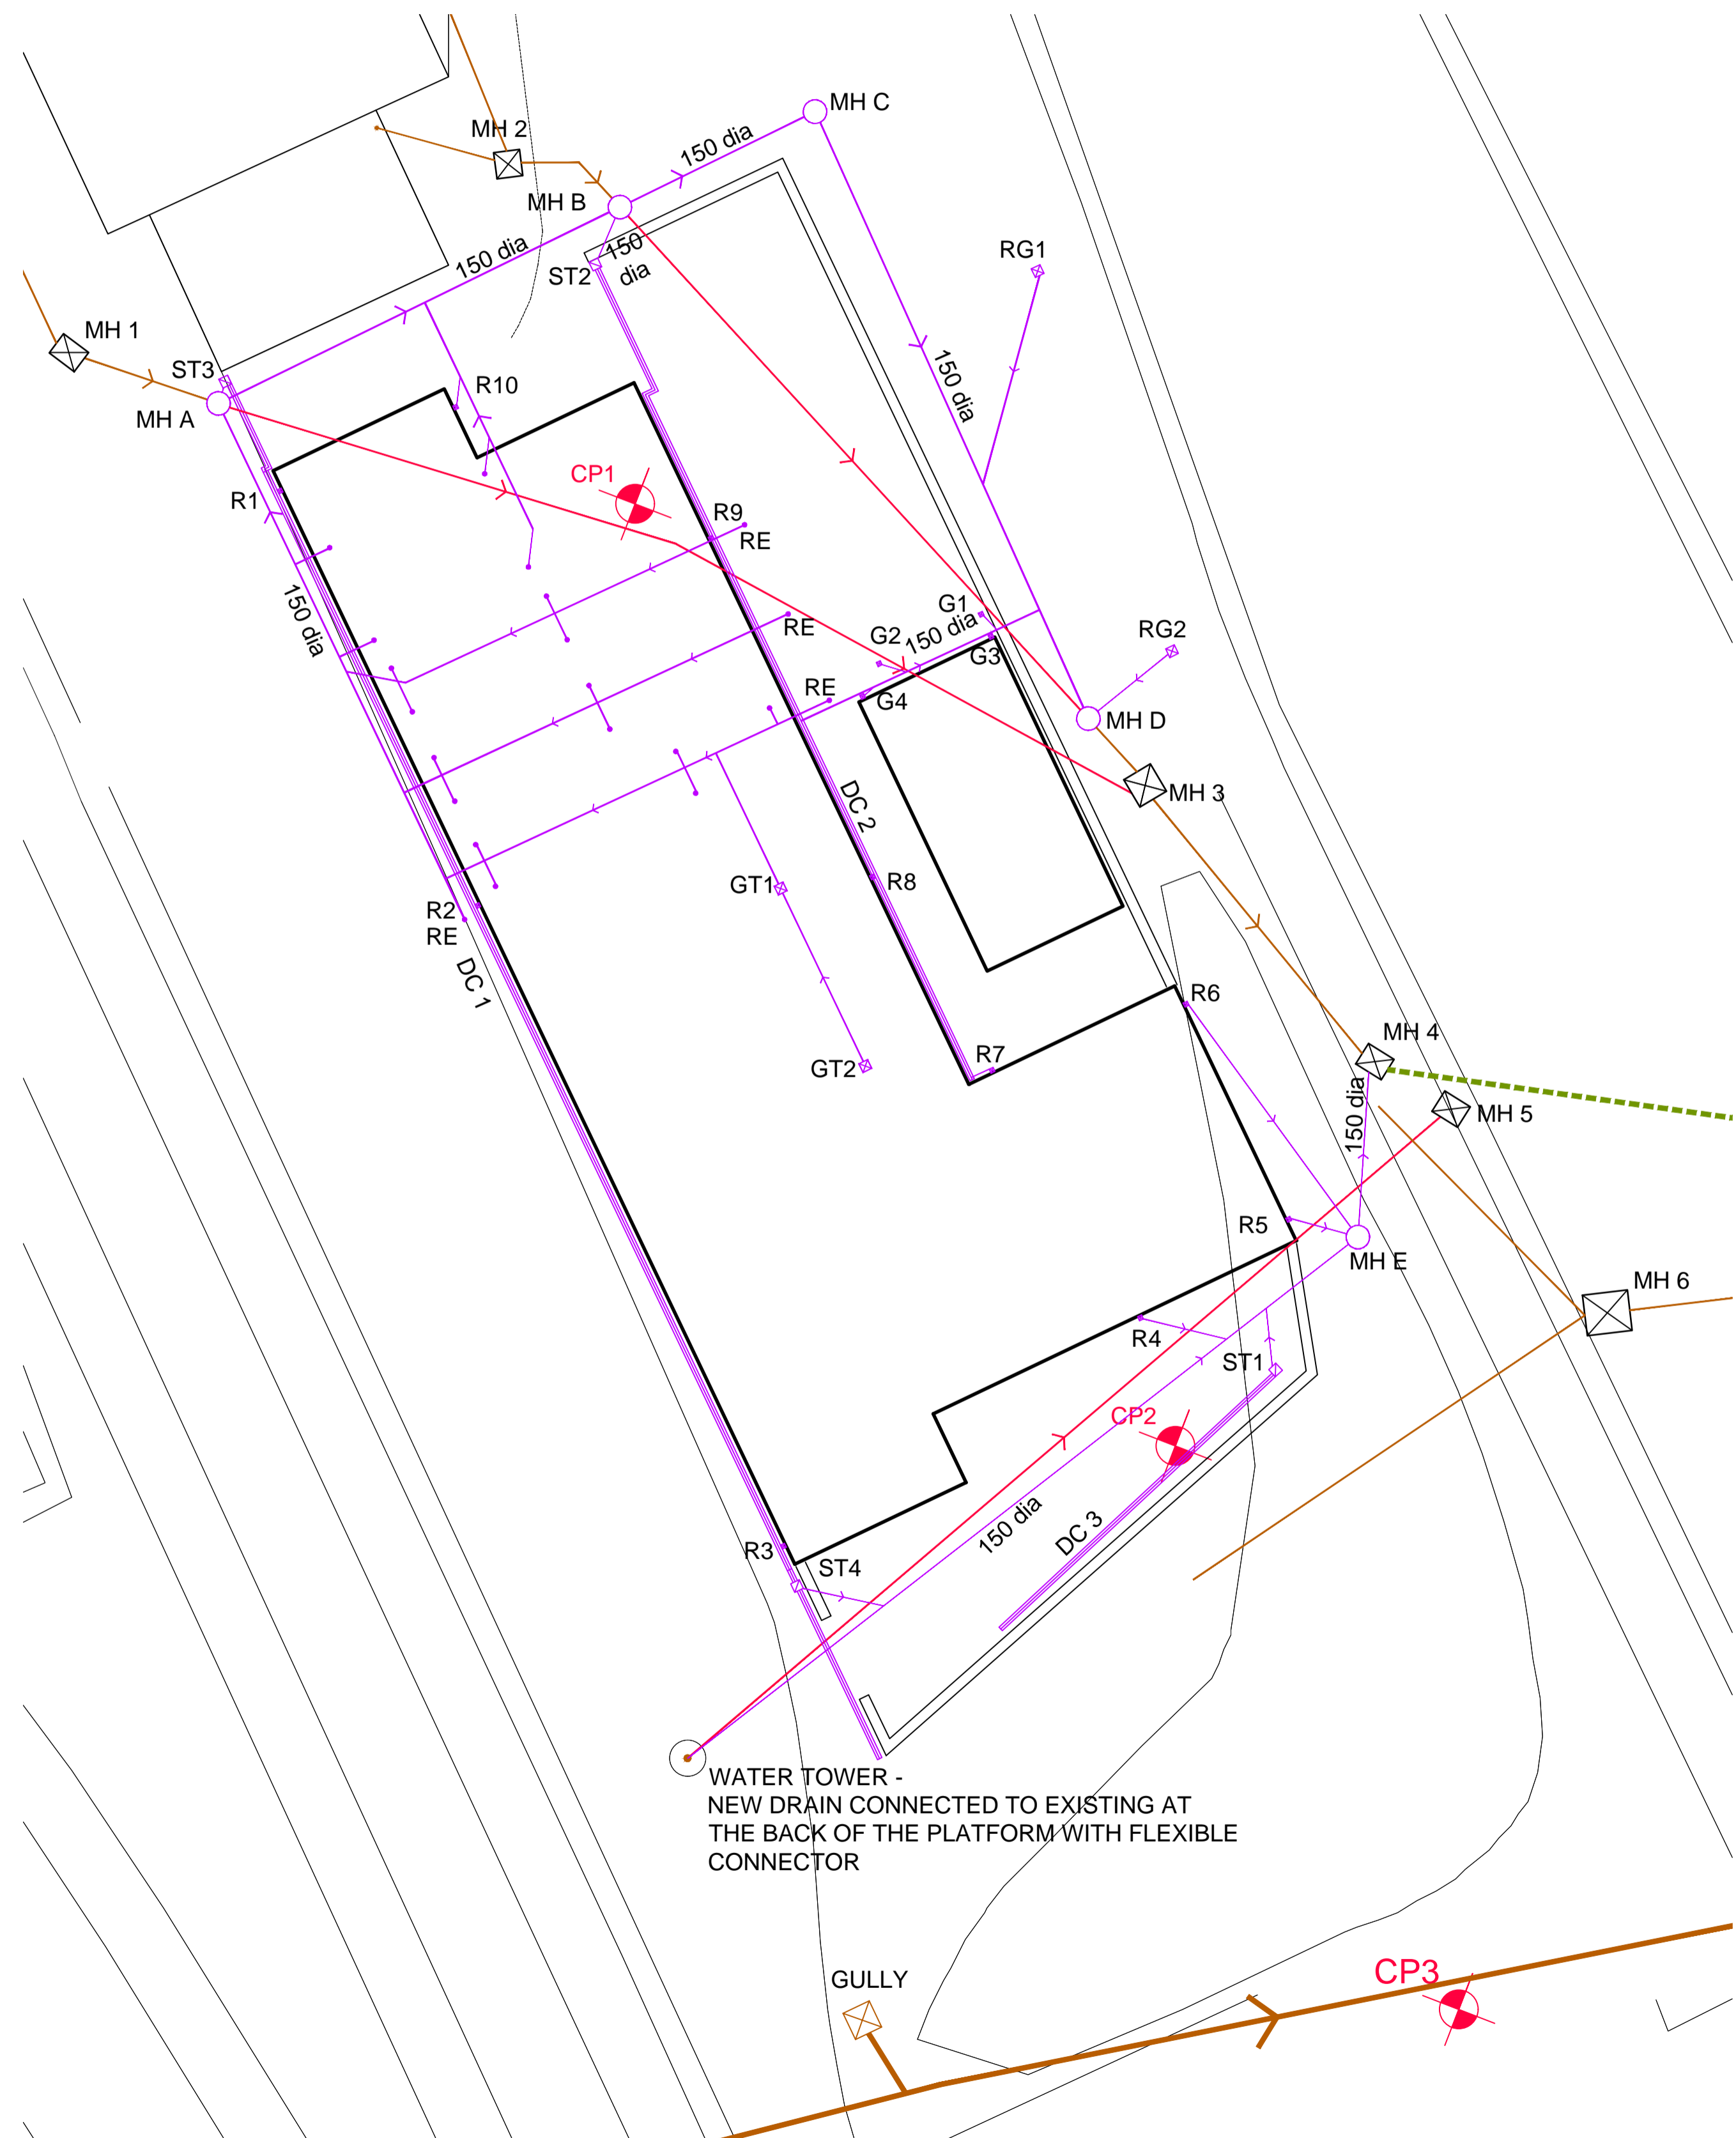 MH C
MH 2
150 dia
MH B
150 dia
150
dia
ST2
RG1
MH 1
ST3
MH A
R10
150 dia
CP1
R1
R9
RE
150 dia
G1
150 dia
G2
RE
G3
RG2
RE
G4
MH D
DC 2
MH 3
GT1
R8
R2
RE
DC 1
R6
MH 4
GT2
R7
150 dia
MH 5
R5
MH E
MH 6
R4
ST1
CP2
150 dia
DC 3
R3
ST4
WATER TOWER -
NEW DRAIN CONNECTED TO EXISTING AT
THE BACK OF THE PLATFORM WITH FLEXIBLE
CONNECTOR
GULLY
CP3